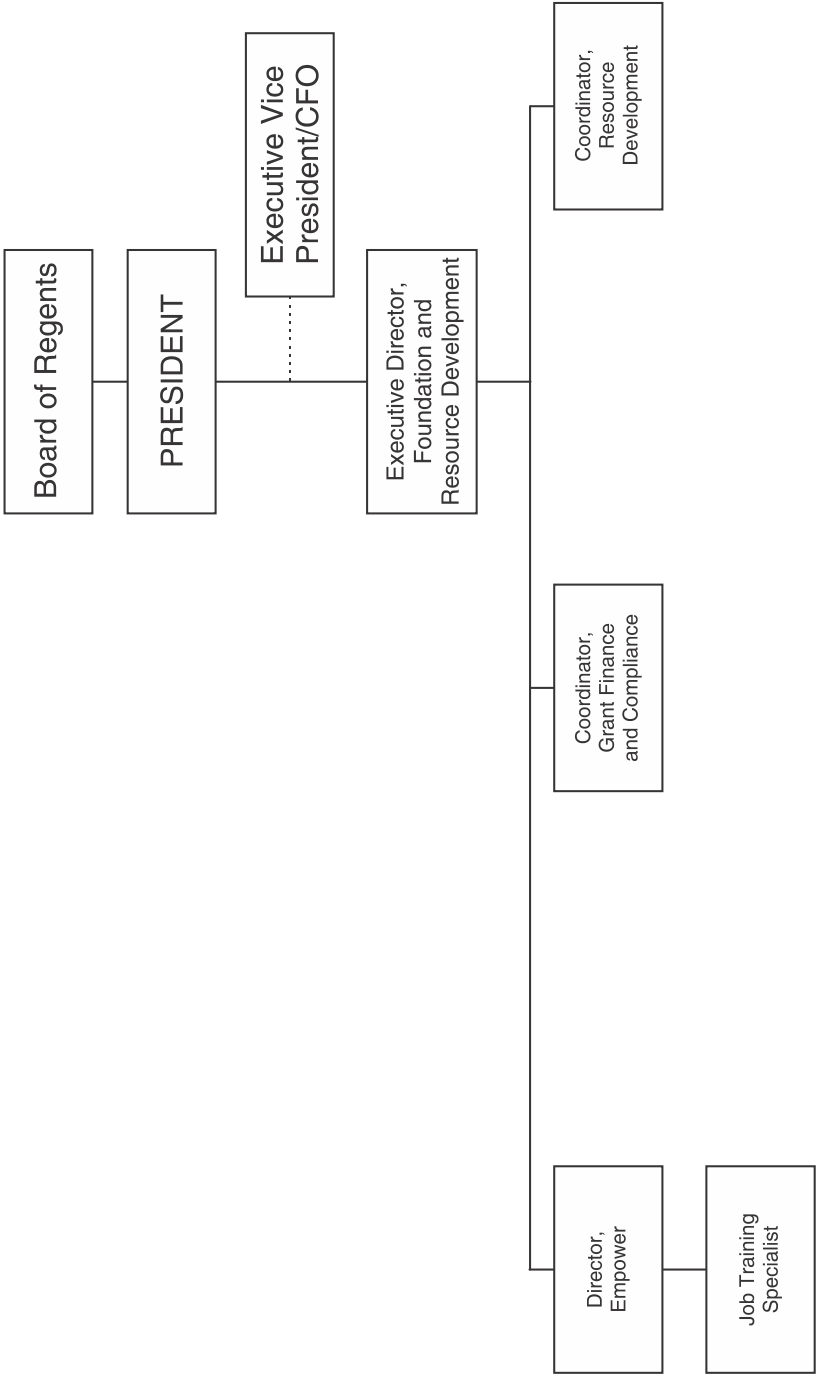 Board of Regents
PRESIDENT
Executive Vice
President/CFO
Executive Director,
Foundation and
Resource Development
Director,
Empower
Coordinator,
Grant Finance
and Compliance
Coordinator,
Resource
Development
Job Training
Specialist